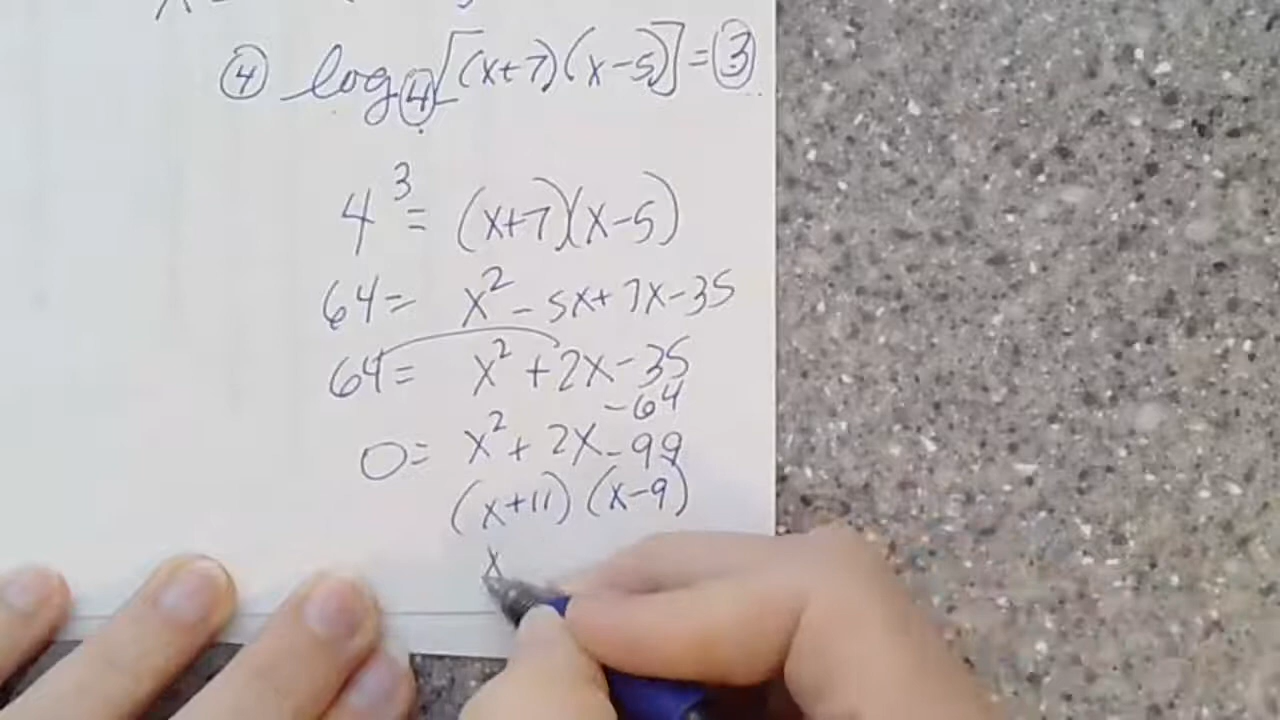 ④ log₄[(x+7)(x-5)] = 3
4³ = (x+7)(x-5)
64 = x² - 5x + 7x - 35
64 = x² + 2x - 35
-64
0 = x² + 2x - 99
(x+11) (x-9)
x